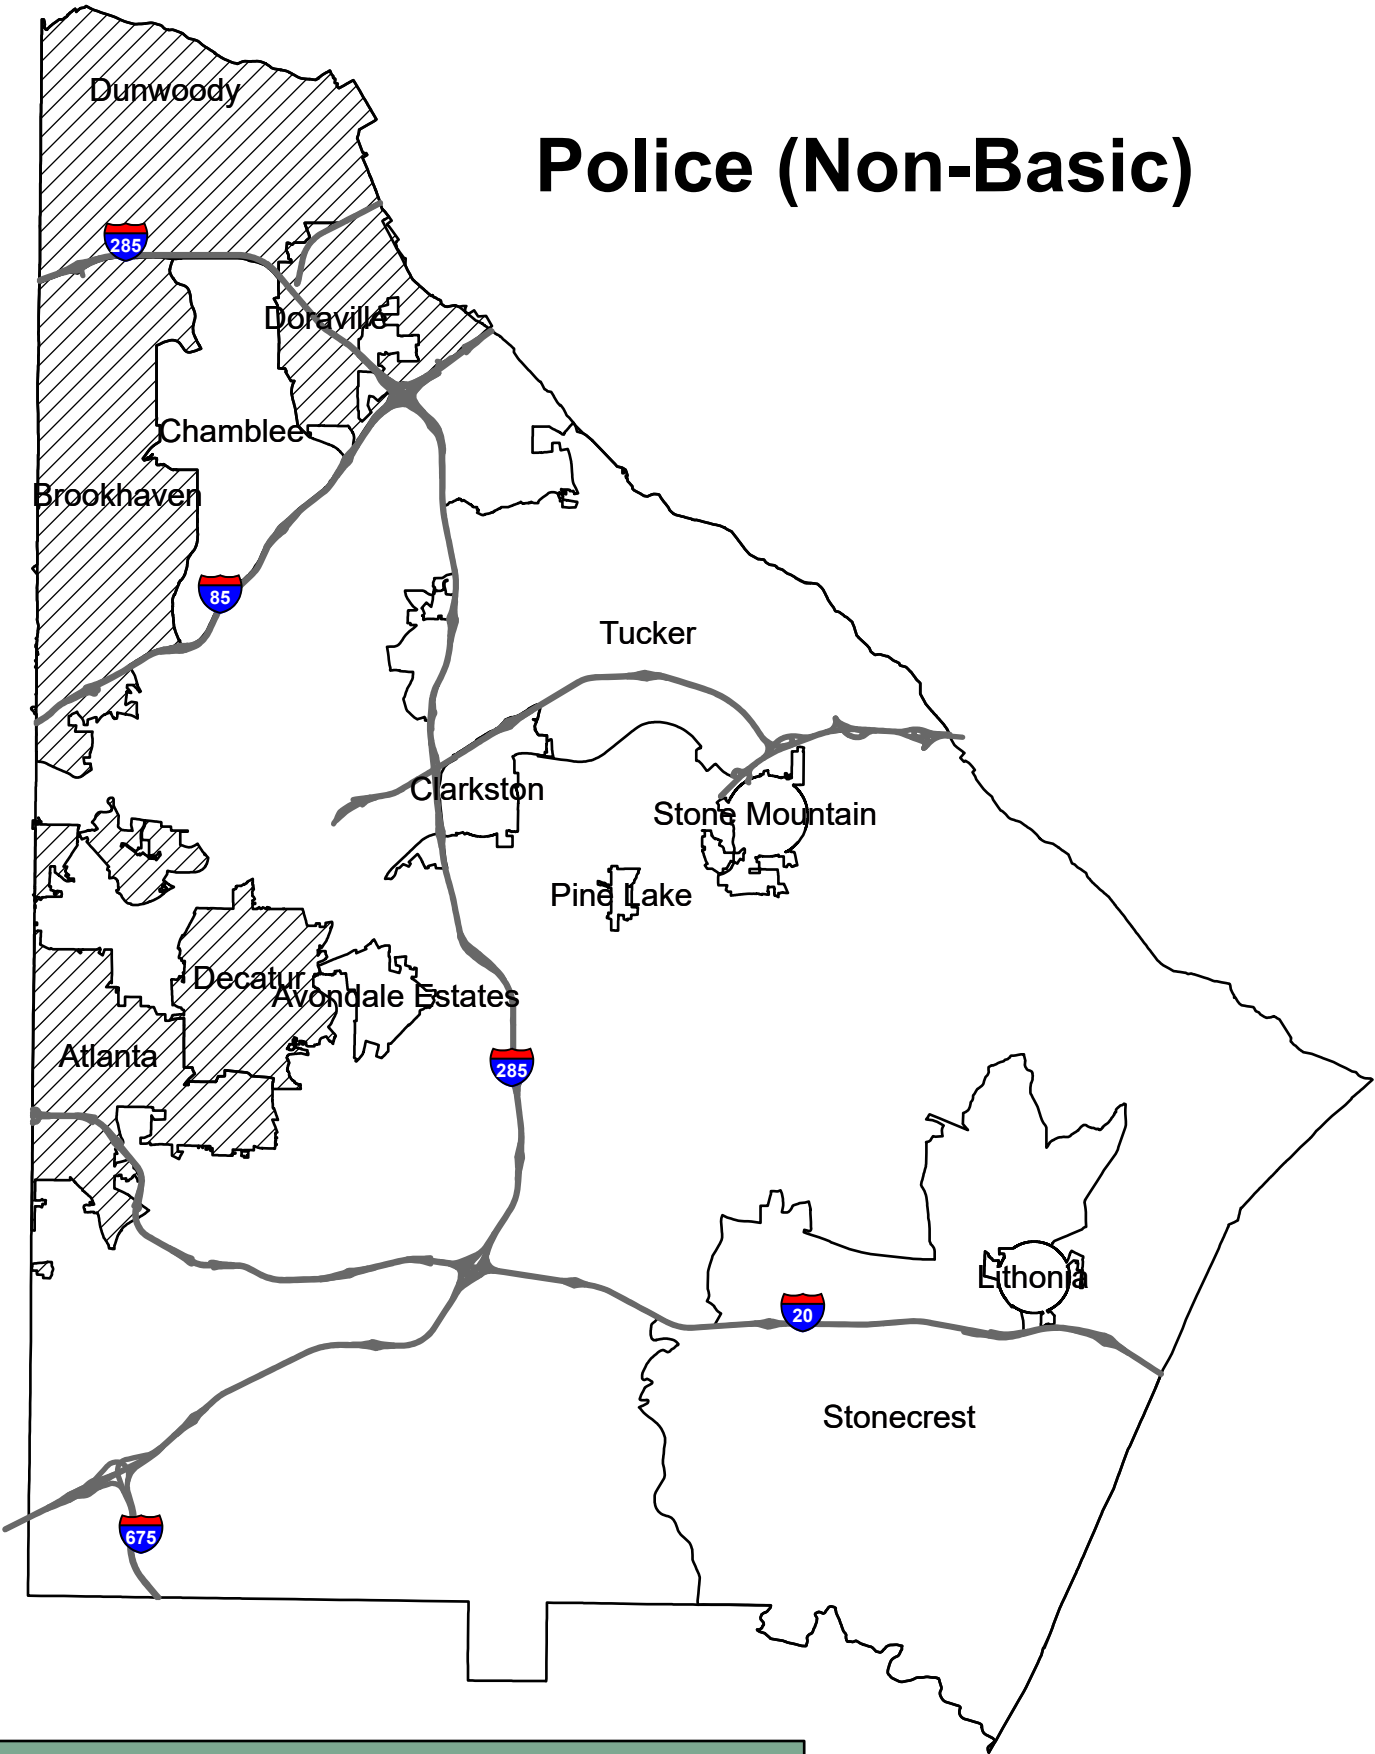 Dunwoody
Police (Non-Basic)
285
Doraville
Chamblee
Brookhaven
85
Tucker
Clarkston
Stone Mountain
Pine Lake
Decatur
Avondale Estates
Atlanta
285
Lithonia
20
Stonecrest
675